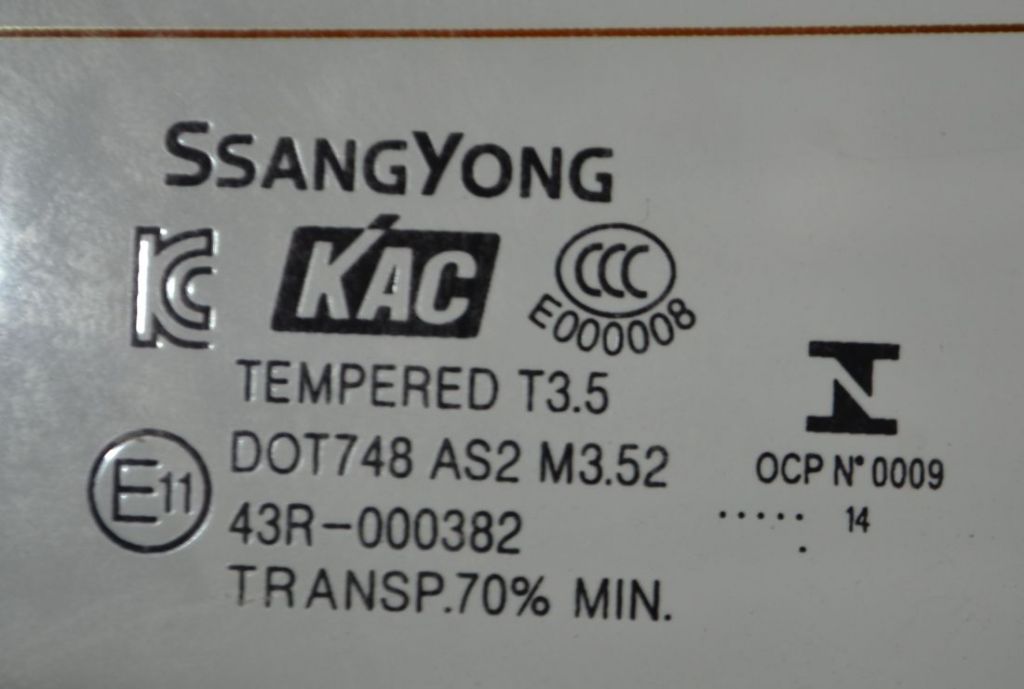 SSANGYONG
KC KAC CCC
E000008
TEMPERED T3.5
DOT748 AS2 M3.52
E11
43R-000382
TRANSP.70% MIN.
OCP N° 0009
..... 14
.